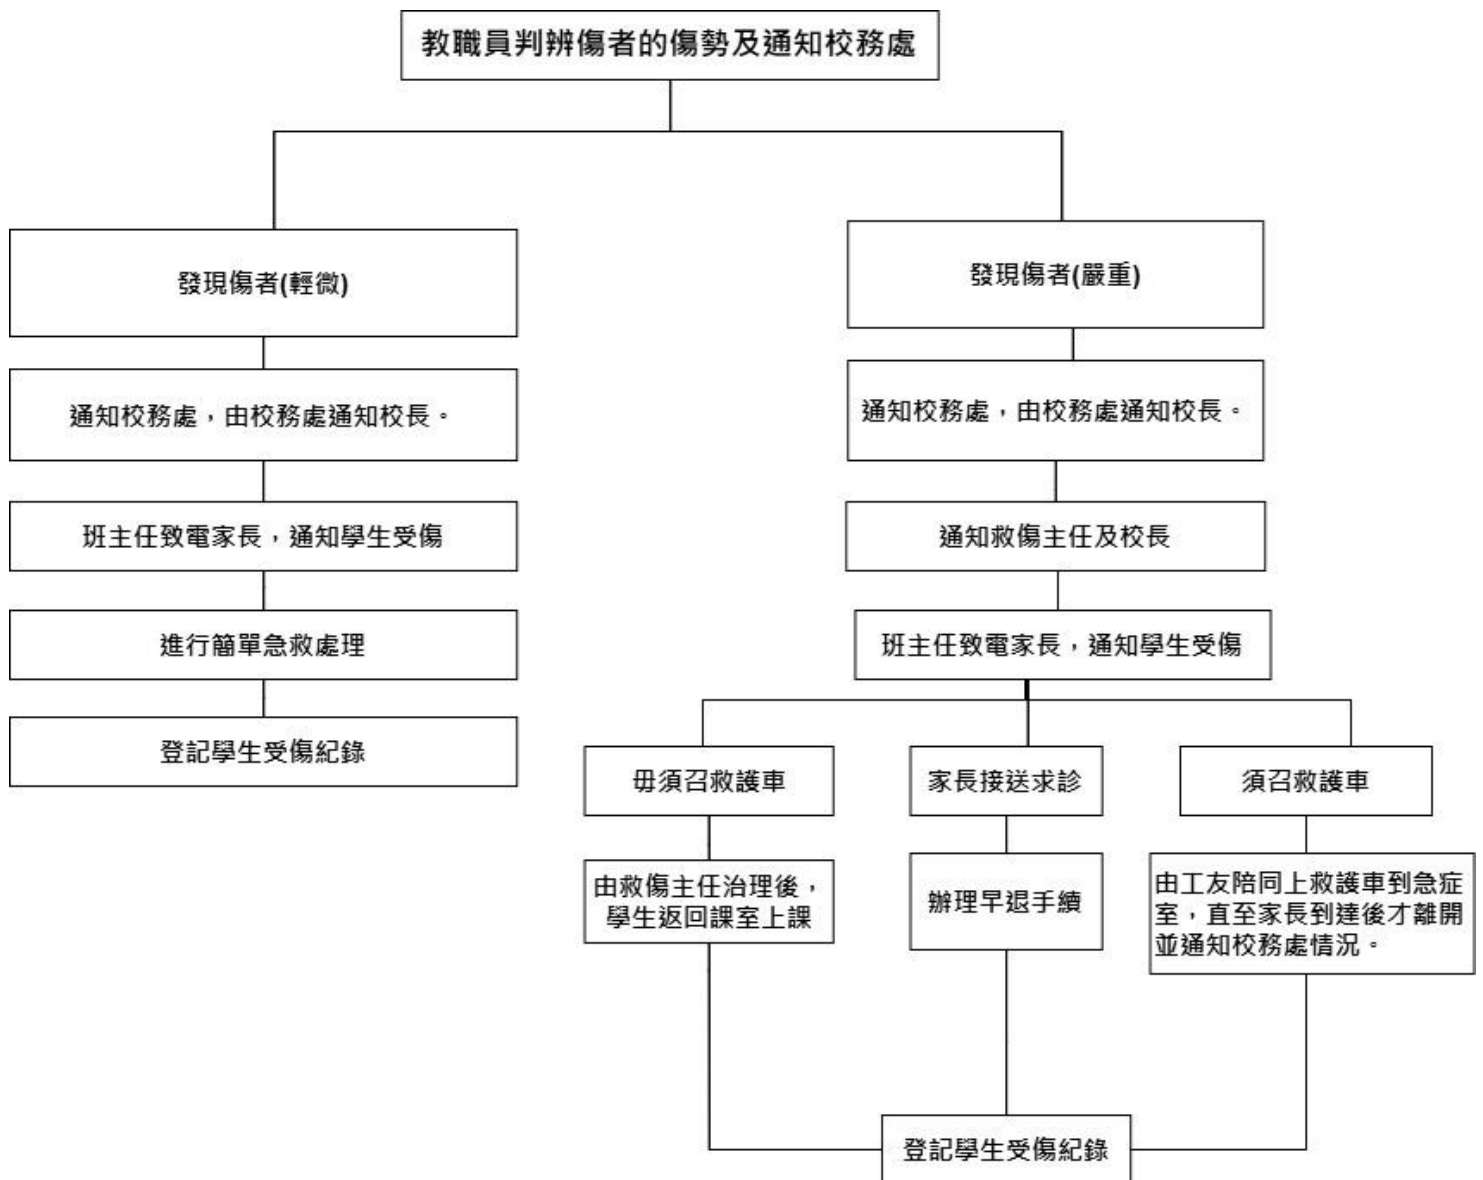 教職員判辨傷者的傷勢及通知校務處
發現傷者(輕微)
通知校務處，由校務處通知校長。
班主任致電家長，通知學生受傷
進行簡單急救處理
登記學生受傷紀錄
發現傷者(嚴重)
通知校務處，由校務處通知校長。
通知救傷主任及校長
班主任致電家長，通知學生受傷
毋須召救護車
由救傷主任治理後，
學生返回課室上課
家長接送求診
辦理早退手續
須召救護車
由工友陪同上救護車到急症
室，直至家長到達後才離開
並通知校務處情況。
登記學生受傷紀錄